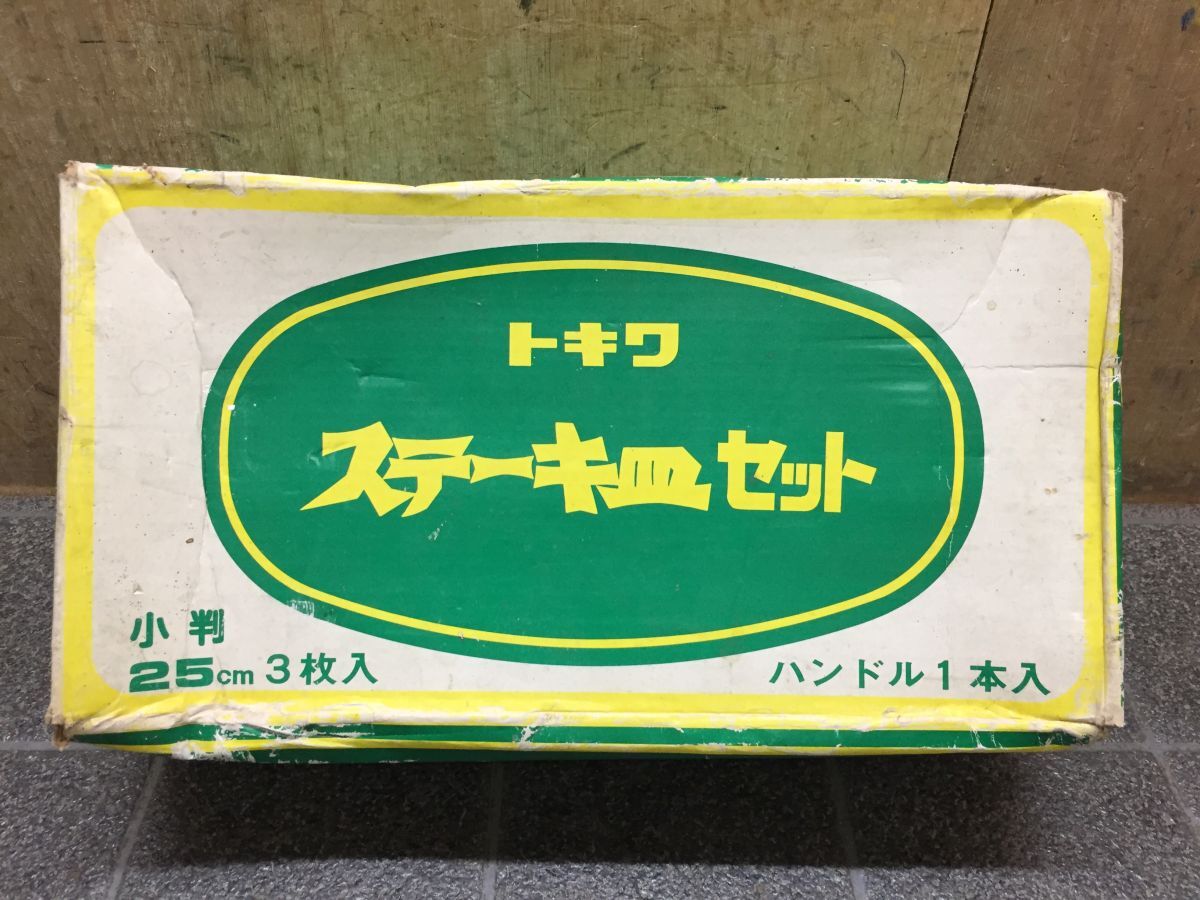 トキワ
ステーキ皿セット
小判
25cm 3枚入
ハンドル1本入